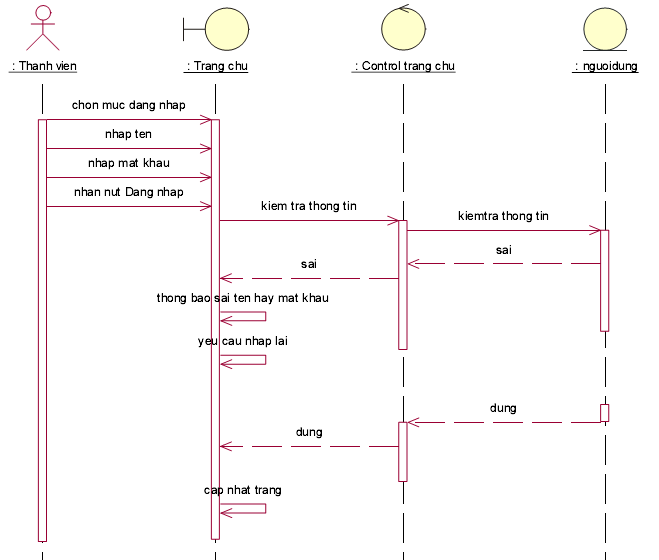 : Thanh vien
: Trang chu
: Control trang chu
: nguoidung
chon muc dang nhap
nhap ten
nhap mat khau
nhan nut Dang nhap
kiem tra thong tin
kiemtra thong tin
sai
sai
thong bao sai ten hay mat khau
yeu cau nhap lai
dung
dung
cap nhat trang